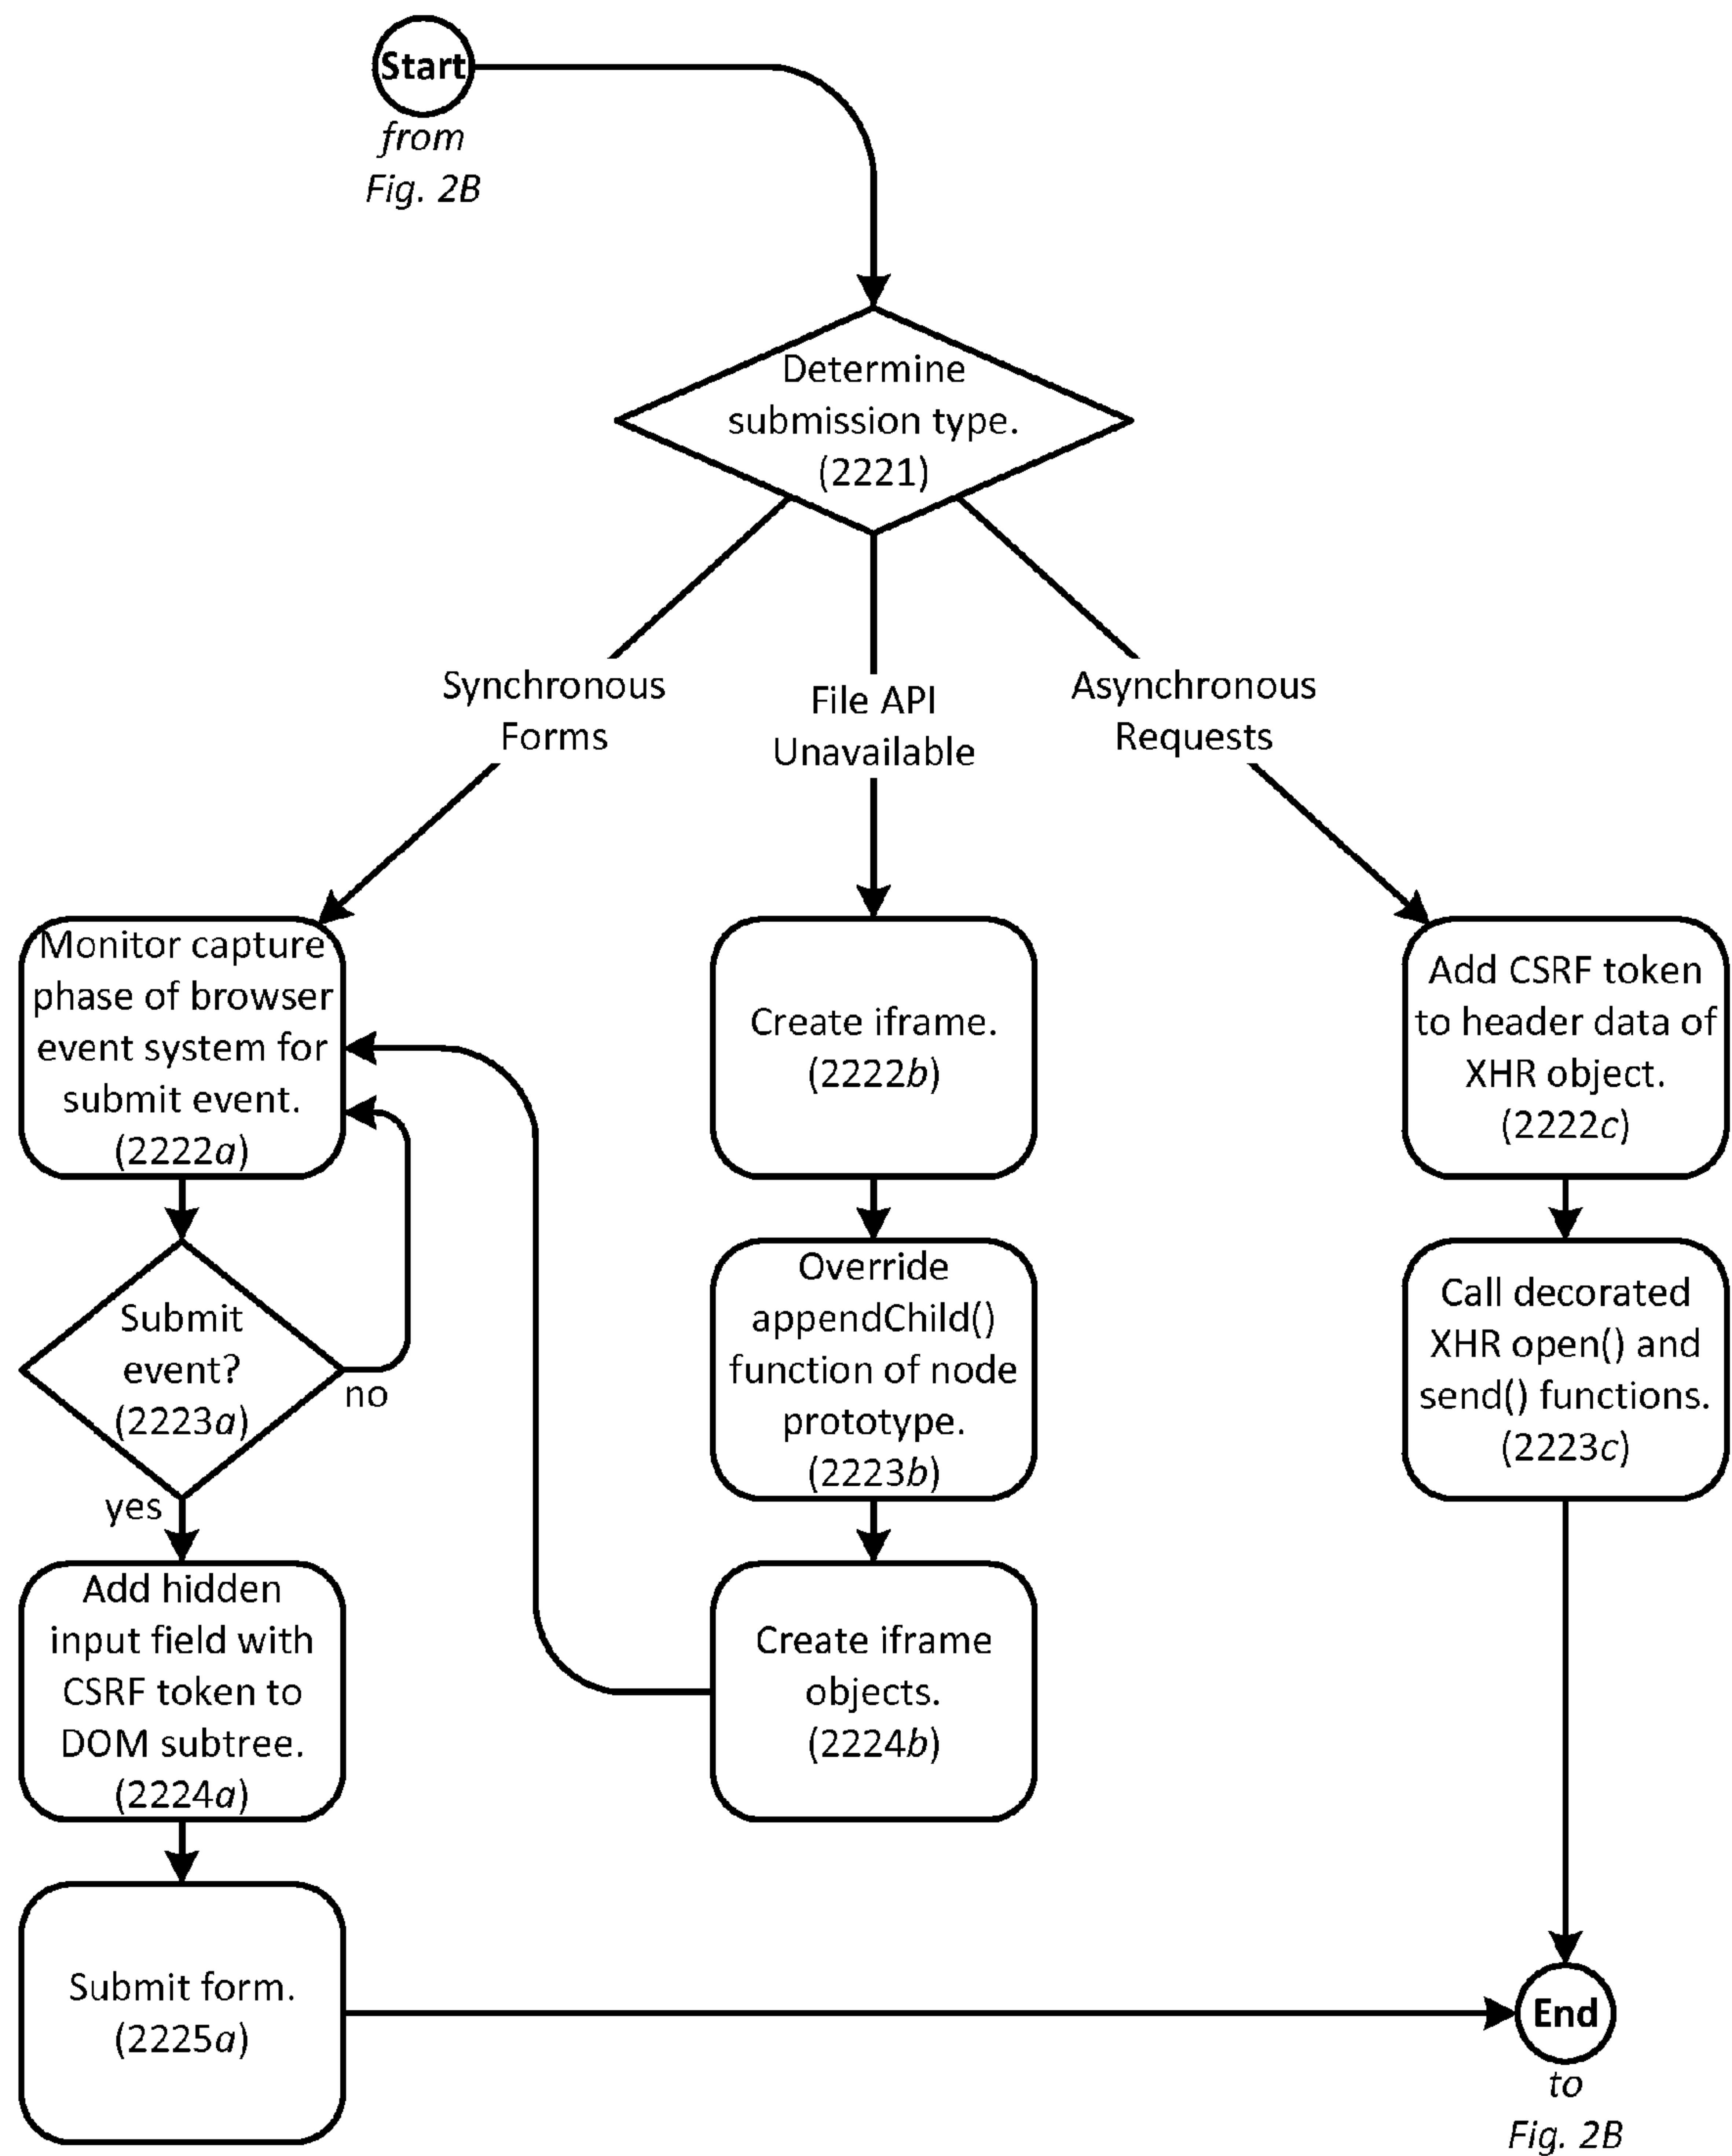 Start
from
Fig. 2B
Determine
submission type.
(2221)
Synchronous
Forms
File API
Unavailable
Asynchronous
Requests
Monitor capture
phase of browser
event system for
submit event.
(2222a)
Create iframe.
(2222b)
Add CSRF token
to header data of
XHR object.
(2222c)
Submit
event?
(2223a)
no
yes
Override
appendChild()
function of node
prototype.
(2223b)
Call decorated
XHR open() and
send() functions.
(2223c)
Add hidden
input field with
CSRF token to
DOM subtree.
(2224a)
Create iframe
objects.
(2224b)
Submit form.
(2225a)
End
to
Fig. 2B